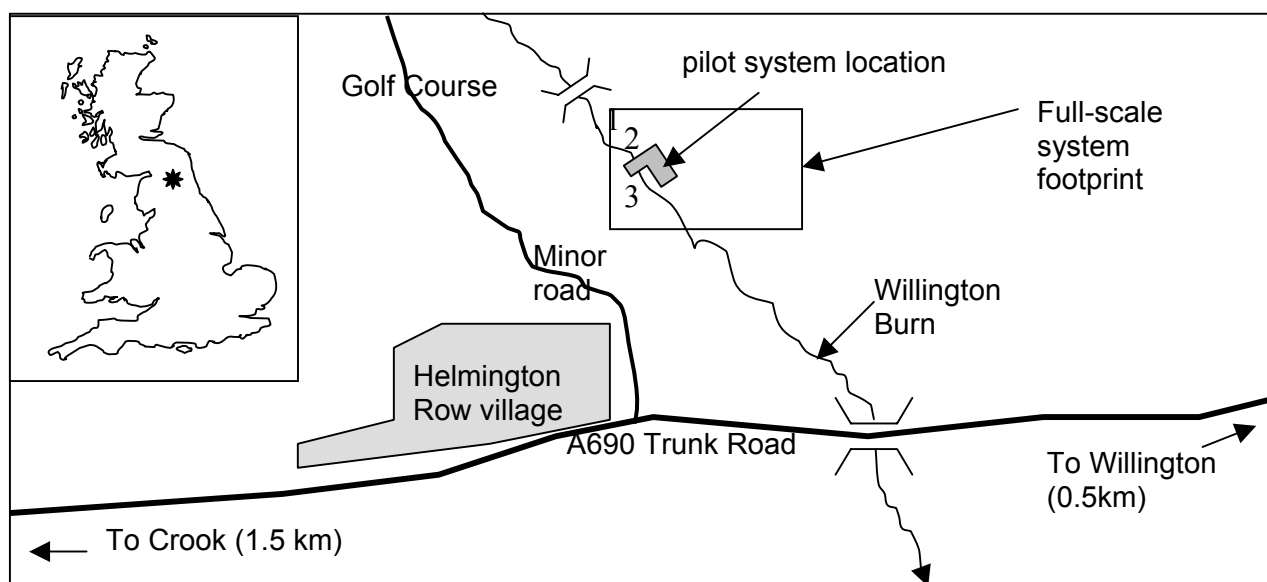 pilot system location
Golf Course
Full-scale
system
footprint
1
2
3
Minor
road
Willington
Burn
Helmington
Row village
A690 Trunk Road
To Willington
(0.5km)
To Crook (1.5 km)